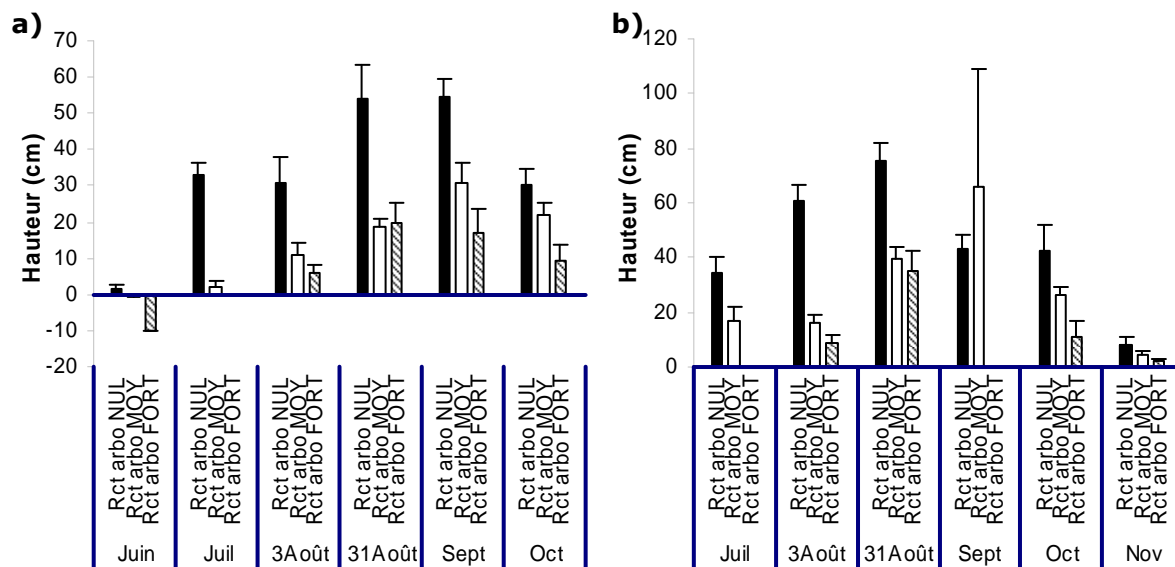 a)
Hauteur (cm)
70
60
50
40
30
20
10
0
-10
-20
Rct arbo NUL
Rct arbo MOY
Rct arbo FORT
Rct arbo NUL
Rct arbo MOY
Rct arbo FORT
Rct arbo NUL
Rct arbo MOY
Rct arbo FORT
Rct arbo NUL
Rct arbo MOY
Rct arbo FORT
Rct arbo NUL
Rct arbo MOY
Rct arbo FORT
Rct arbo NUL
Rct arbo MOY
Rct arbo FORT
Juin Juil 3Août 31Août Sept Oct
b)
Hauteur (cm)
120
100
80
60
40
20
0
Rct arbo NUL
Rct arbo MOY
Rct arbo FORT
Rct arbo NUL
Rct arbo MOY
Rct arbo FORT
Rct arbo NUL
Rct arbo MOY
Rct arbo FORT
Rct arbo NUL
Rct arbo MOY
Rct arbo FORT
Rct arbo NUL
Rct arbo MOY
Rct arbo FORT
Rct arbo NUL
Rct arbo MOY
Rct arbo FORT
Juil 3Août 31Août Sept Oct Nov